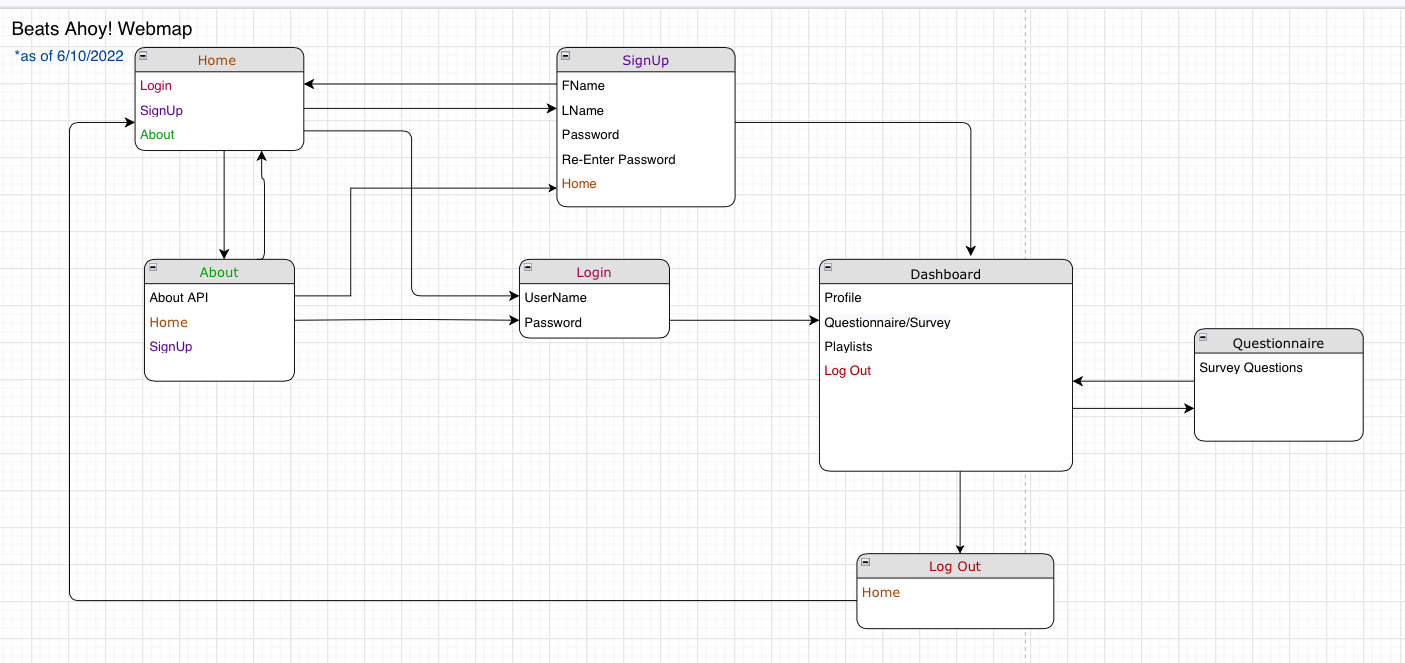 Beats Ahoy! Webmap
*as of 6/10/2022
Home
Login
SignUp
About
SignUp
FName
LName
Password
Re-Enter Password
Home
About
About API
Home
SignUp
Login
UserName
Password
Dashboard
Profile
Questionnaire/Survey
Playlists
Log Out
Questionnaire
Survey Questions
Log Out
Home